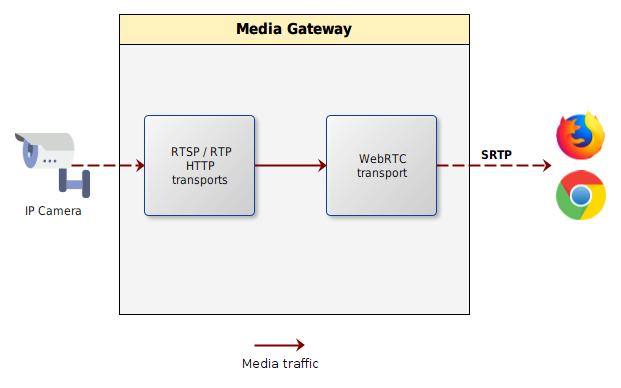 Media Gateway
RTSP / RTP
HTTP
transports
WebRTC
transport
SRTP
IP Camera
Media traffic